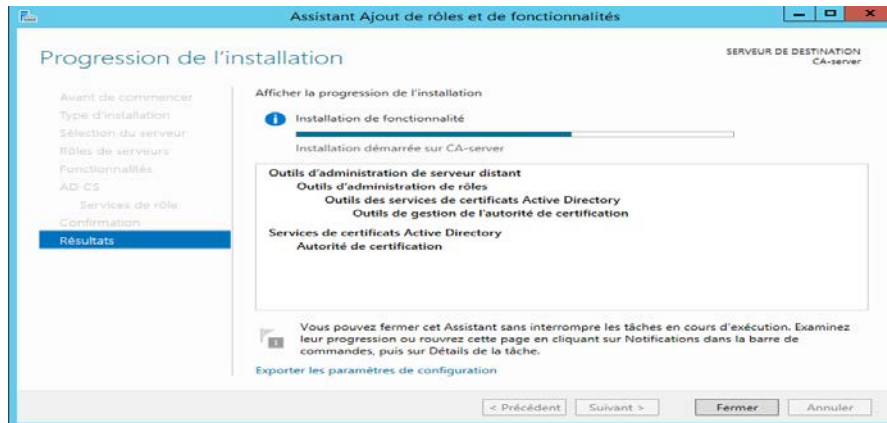 Assistant Ajout de rôles et de fonctionnalités
Progression de l'installation
SERVEUR DE DESTINATION
CA-server
Avant de commencer
Type d'installation
Sélection du serveur
Rôles de serveurs
Fonctionnalités
AD CS
Services de rôle
Confirmation
Résultats
Afficher la progression de l'installation
Installation de fonctionnalité
Installation démarrée sur CA-server
Outils d'administration de serveur distant
Outils d'administration de rôles
Outils des services de certificats Active Directory
Outils de gestion de l'autorité de certification
Services de certificats Active Directory
Autorité de certification
Vous pouvez fermer cet Assistant sans interrompre les tâches en cours d'exécution. Examinez
leur progression ou rouvrez cette page en cliquant sur Notifications dans la barre de
commandes, puis sur Détails de la tâche.
Exporter les paramètres de configuration
< Précédent
Suivant >
Fermer
Annuler